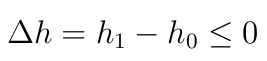 Δh = h₁ − h₀ ≤ 0